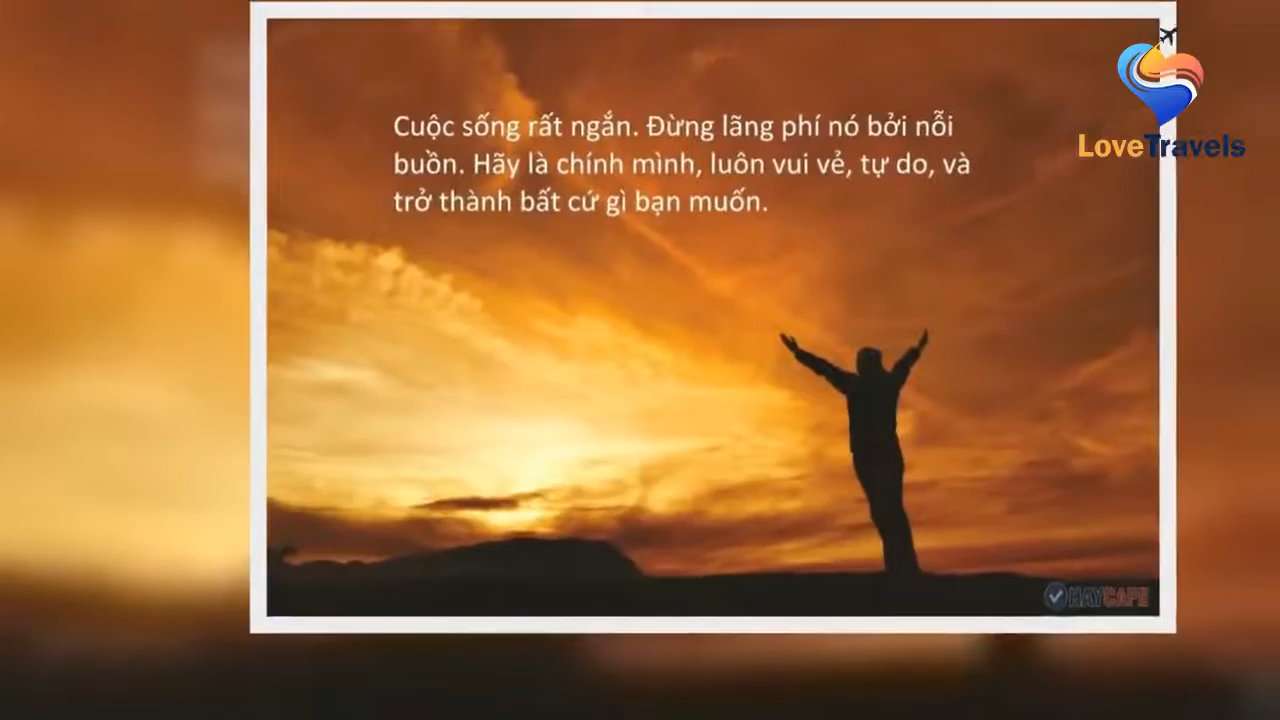 Cuộc sống rất ngắn. Đừng lãng phí nó bởi nỗi
buồn. Hãy là chính mình, luôn vui vẻ, tự do, và
trở thành bất cứ gì bạn muốn.
LoveTravels
HAYCAFE